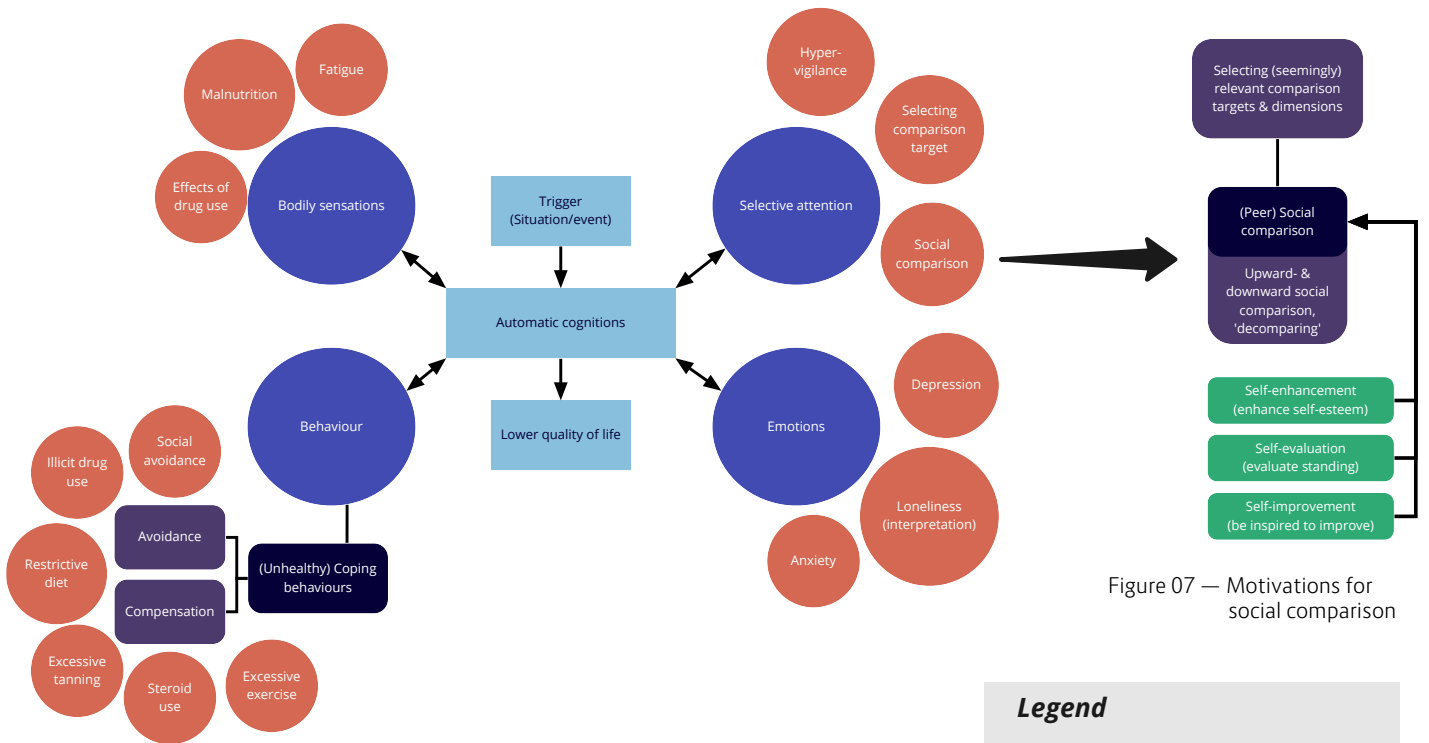 Malnutrition
Fatigue
Effects of
drug use
Bodily sensations
Trigger
(Situation/event)
Automatic cognitions
Lower quality of life
Hyper-
vigilance
Selecting
comparison
target
Selective attention
Social
comparison
Behaviour
Social
avoidance
Illicit drug
use
Avoidance
Restrictive
diet
Compensation
(Unhealthy) Coping
behaviours
Excessive
tanning
Steroid
use
Excessive
exercise
Emotions
Depression
Loneliness
(interpretation)
Anxiety
Selecting (seemingly)
relevant comparison
targets & dimensions
(Peer) Social
comparison
Upward- &
downward social
comparison,
'decomparing'
Self-enhancement
(enhance self-esteem)
Self-evaluation
(evaluate standing)
Self-improvement
(be inspired to improve)
Figure 07 — Motivations for
social comparison
Legend